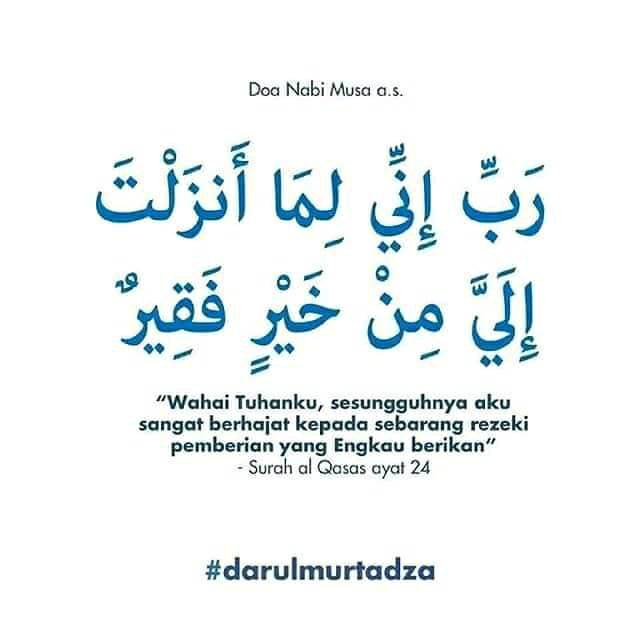 Doa Nabi Musa a.s.
رَبِّ إِنِّي لِمَا أَنزَلْتَ
إِلَيَّ مِنْ خَيْرٍ فَقِيرٌ
“Wahai Tuhanku, sesungguhnya aku
sangat berhajat kepada sebarang rezeki
pemberian yang Engkau berikan”
- Surah al Qasas ayat 24
#darulmurtadza